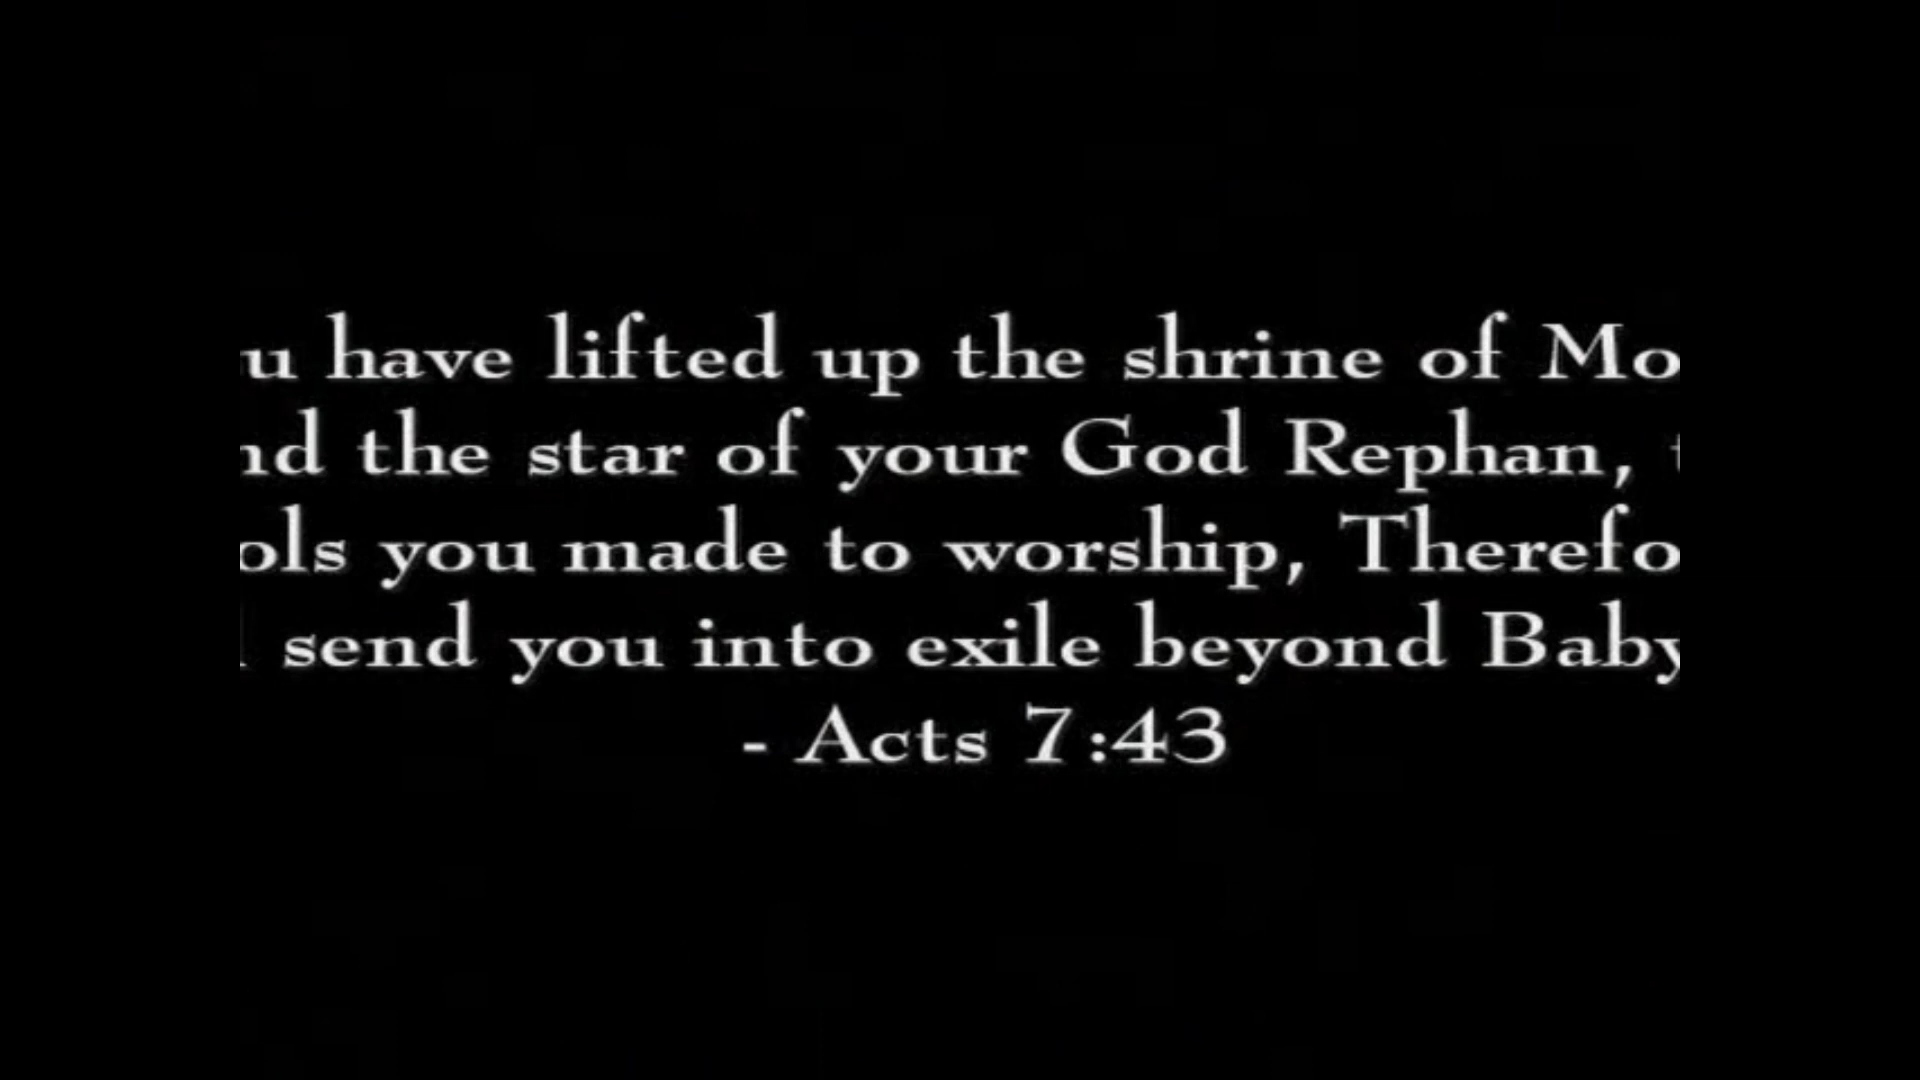 u have lifted up the shrine of Mo
nd the star of your God Rephan,
ols you made to worship, Therefo
send you into exile beyond Baby
- Acts 7:43